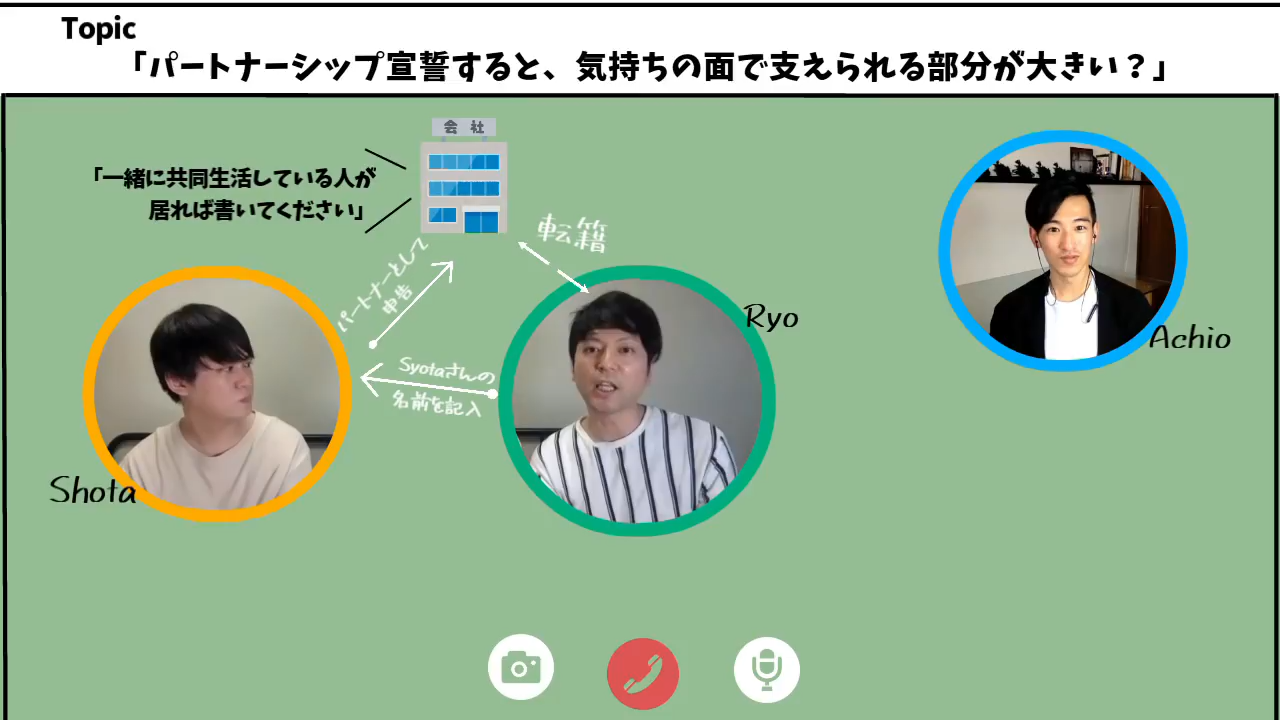 Topic
「パートナーシップ宣誓すると、気持ちの面で支えられる部分が大きい？」
会 社
「一緒に共同生活している人が
居れば書いてください」
転籍
パートナーとして
申告
Syotaさんの
名前を記入
Ryo
Achio
Shota